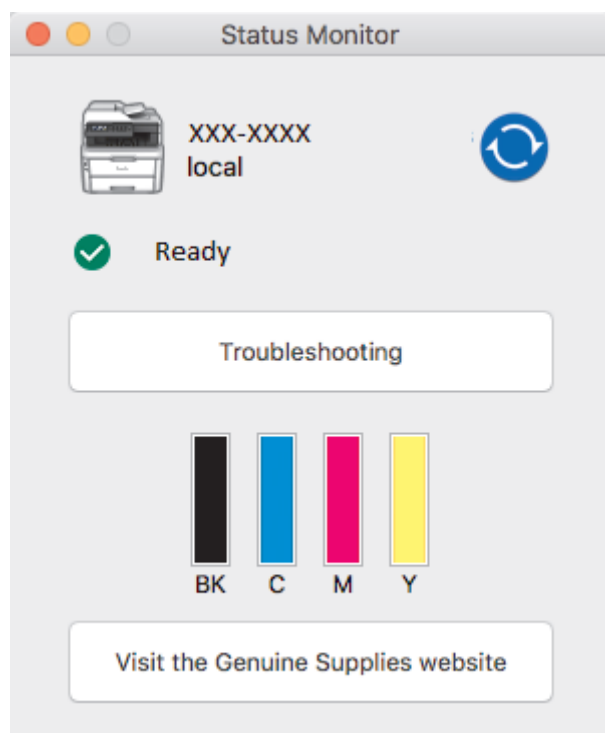 Status Monitor
XXX-XXXX
local
Ready
Troubleshooting
BK C M Y
Visit the Genuine Supplies website